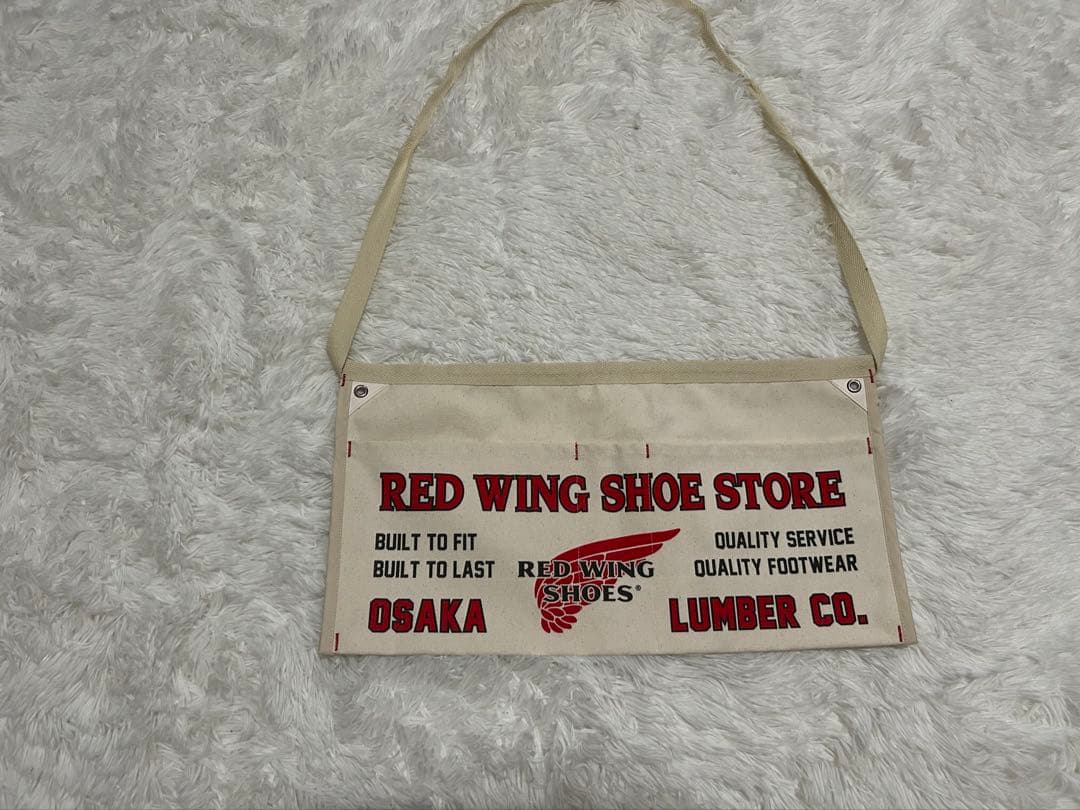 RED WING SHOE STORE
BUILT TO FIT
BUILT TO LAST
RED WING
SHOES®
QUALITY SERVICE
QUALITY FOOTWEAR
OSAKA
LUMBER CO.